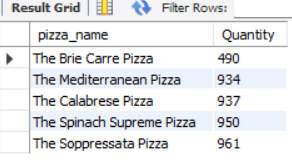 Result Grid Filter Rows:
pizza_name Quantity
The Brie Carre Pizza 490
The Mediterranean Pizza 934
The Calabrese Pizza 937
The Spinach Supreme Pizza 950
The Soppressata Pizza 961